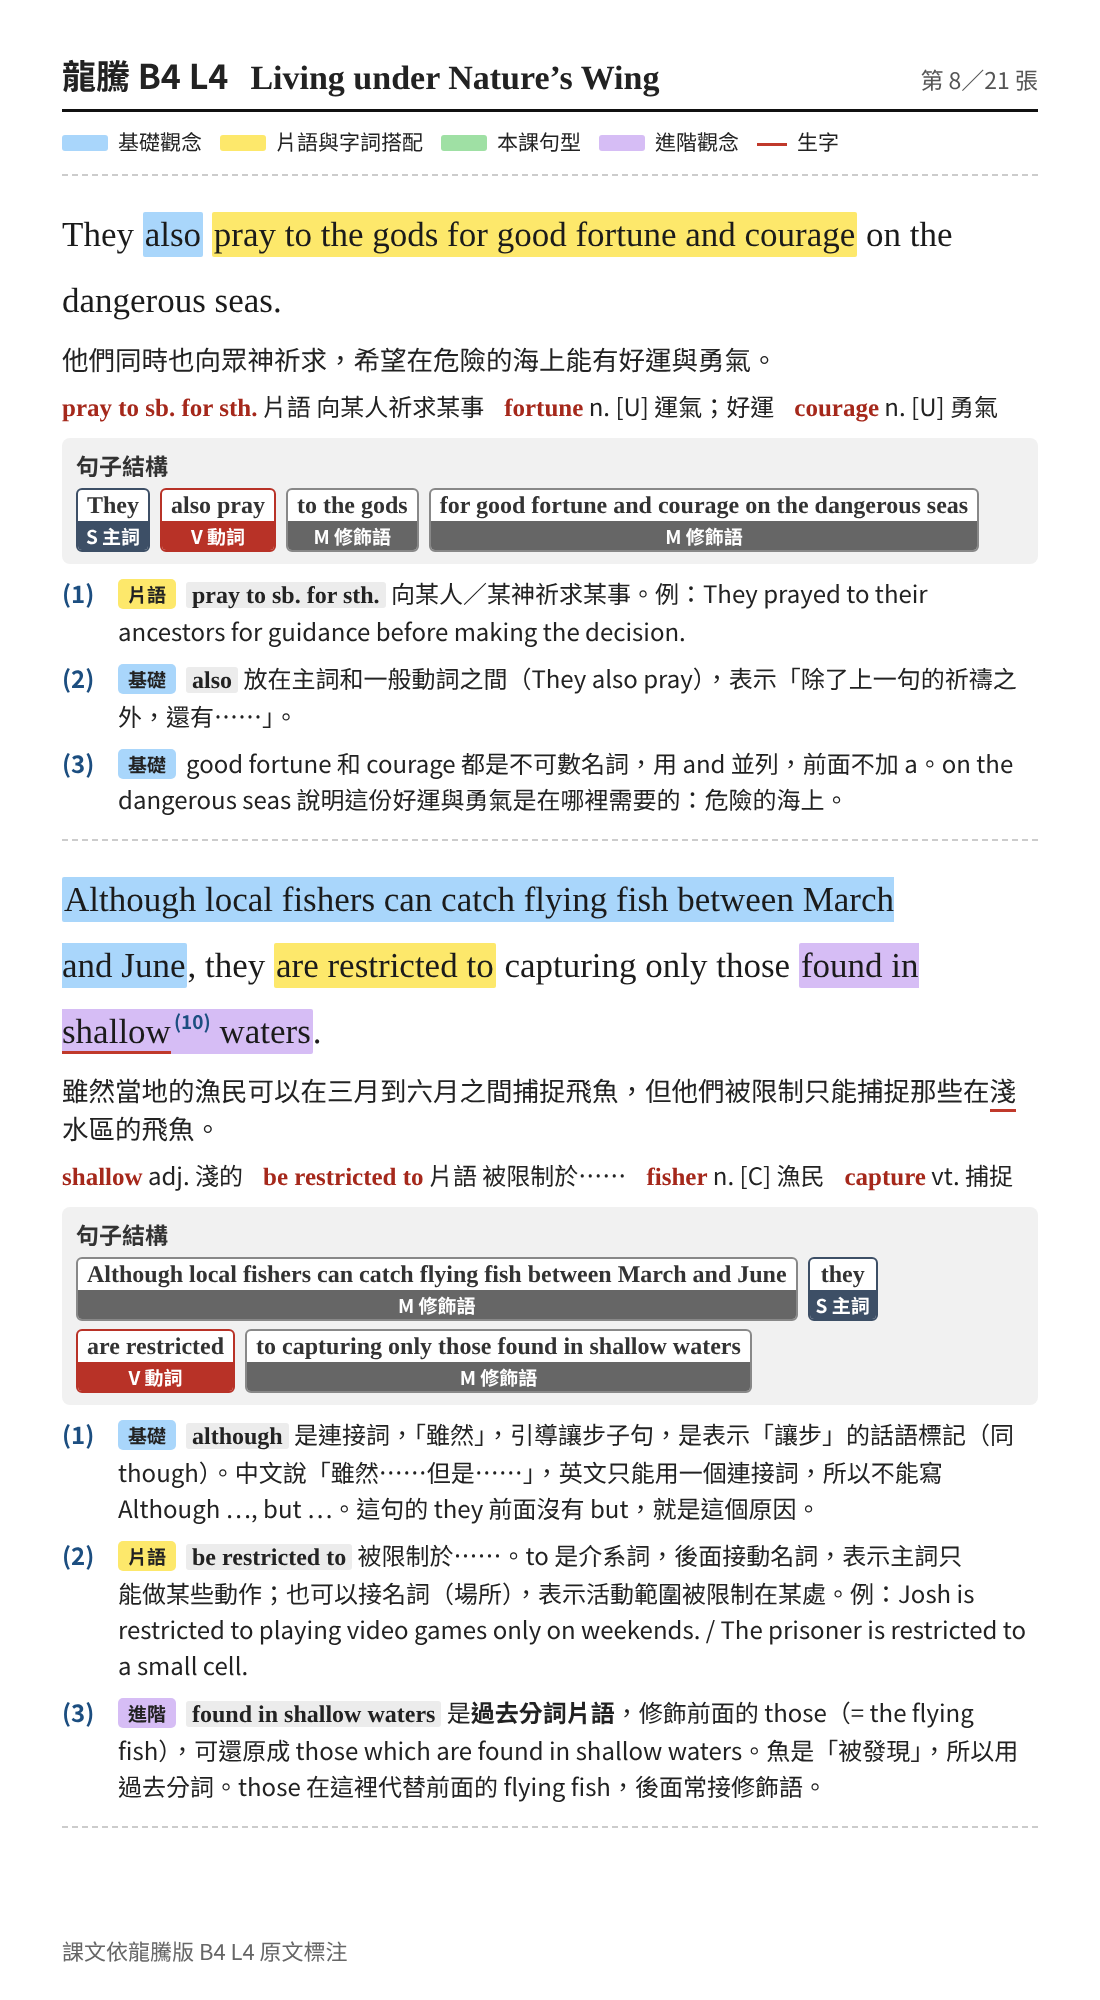 龍騰 B4 L4 Living under Nature’s Wing 第 8／21 張
基礎觀念 片語與字詞搭配 本課句型 進階觀念 生字
They also pray to the gods for good fortune and courage on the
dangerous seas.
他們同時也向眾神祈求，希望在危險的海上能有好運與勇氣。
pray to sb. for sth. 片語 向某人祈求某事 fortune n. [U] 運氣；好運 courage n. [U] 勇氣
句子結構
They also pray to the gods for good fortune and courage on the dangerous seas
S 主詞 V 動詞 M 修飾語 M 修飾語
(1) 片語 pray to sb. for sth. 向某人／某神祈求某事。例：They prayed to their
ancestors for guidance before making the decision.
(2) 基礎 also 放在主詞和一般動詞之間（They also pray），表示「除了上一句的祈禱之
外，還有……」。
(3) 基礎 good fortune 和 courage 都是不可數名詞，用 and 並列，前面不加 a。on the
dangerous seas 說明這份好運與勇氣是在哪裡需要的：危險的海上。
Although local fishers can catch flying fish between March
and June, they are restricted to capturing only those found in
shallow(10) waters.
雖然當地的漁民可以在三月到六月之間捕捉飛魚，但他們被限制只能捕捉那些在淺
水區的飛魚。
shallow adj. 淺的 be restricted to 片語 被限制於…… fisher n. [C] 漁民 capture vt. 捕捉
句子結構
Although local fishers can catch flying fish between March and June they
M 修飾語 S 主詞
are restricted to capturing only those found in shallow waters
V 動詞 M 修飾語
(1) 基礎 although 是連接詞，「雖然」，引導讓步子句，是表示「讓步」的話語標記（同
though）。中文說「雖然……但是……」，英文只能用一個連接詞，所以不能寫
Although …, but …。這句的 they 前面沒有 but，就是這個原因。
(2) 片語 be restricted to 被限制於……。to 是介系詞，後面接動名詞，表示主詞只
能做某些動作；也可以接名詞（場所），表示活動範圍被限制在某處。例：Josh is
restricted to playing video games only on weekends. / The prisoner is restricted to
a small cell.
(3) 進階 found in shallow waters 是過去分詞片語，修飾前面的 those（= the flying
fish），可還原成 those which are found in shallow waters。魚是「被發現」，所以用
過去分詞。those 在這裡代替前面的 flying fish，後面常接修飾語。
課文依龍騰版 B4 L4 原文標注